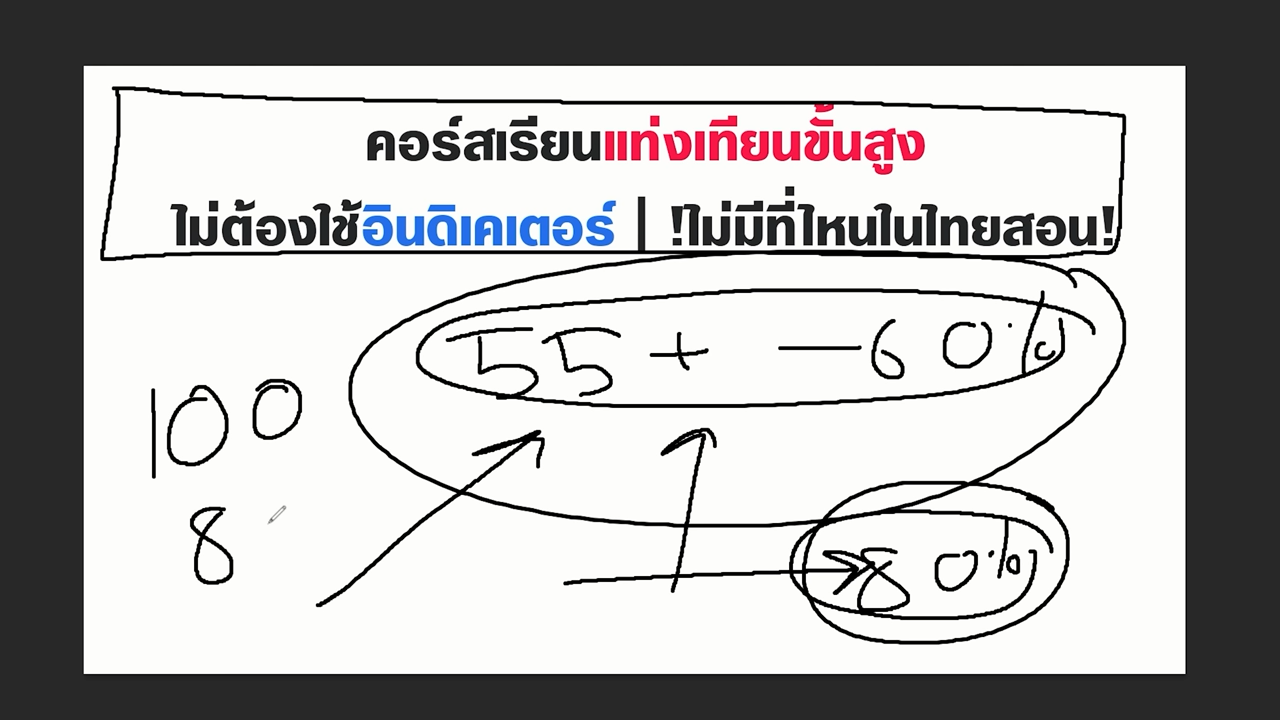 คอร์สเรียนแท่งเทียนขั้นสูง
ไม่ต้องใช้อินดิเคเตอร์ | !ไม่มีที่ไหนในไทยสอน!
55 + - 60%
100
8
80%